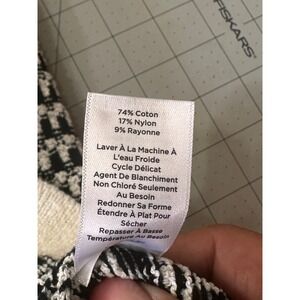 FISKARS
74% Coton
17% Nylon
9% Rayonne
Laver À La Machine À
L'eau Froide
Cycle Délicat
Agent De Blanchiment
Non Chloré Seulement
Au Besoin
Redonner Sa Forme
Étendre À Plat Pour
Sécher
Repasser À Basse
Température Au Besoin